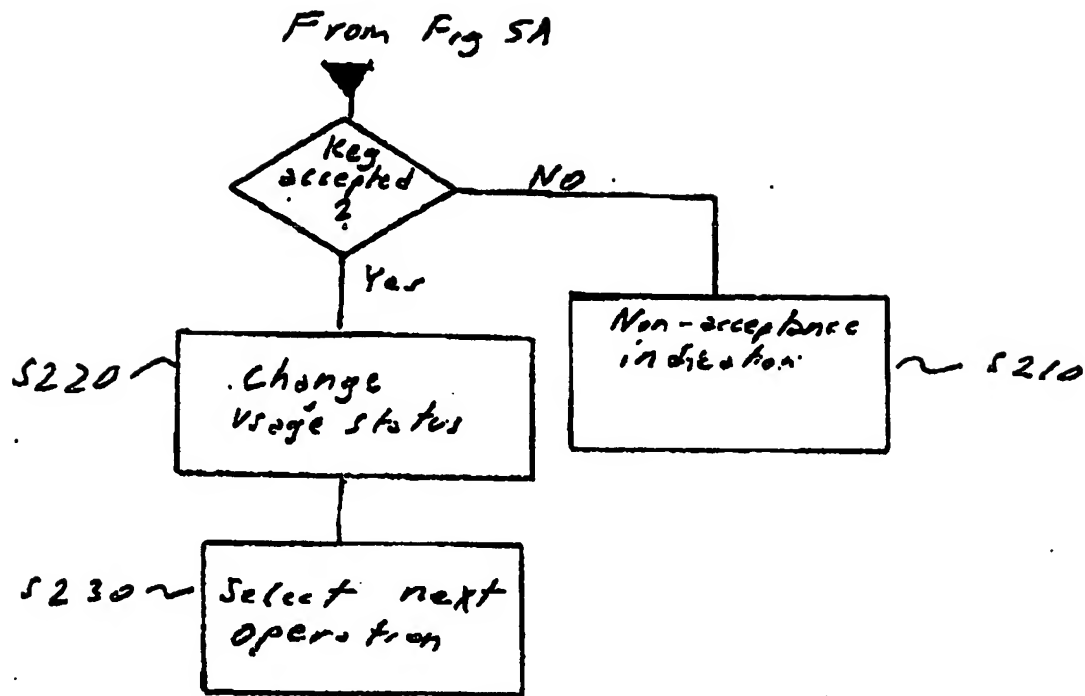 From Fig 5A
Reg
accepted
?
NO
Yes
S220
Change
usage status
Non-acceptance
indication
S210
S230
Select next
operation